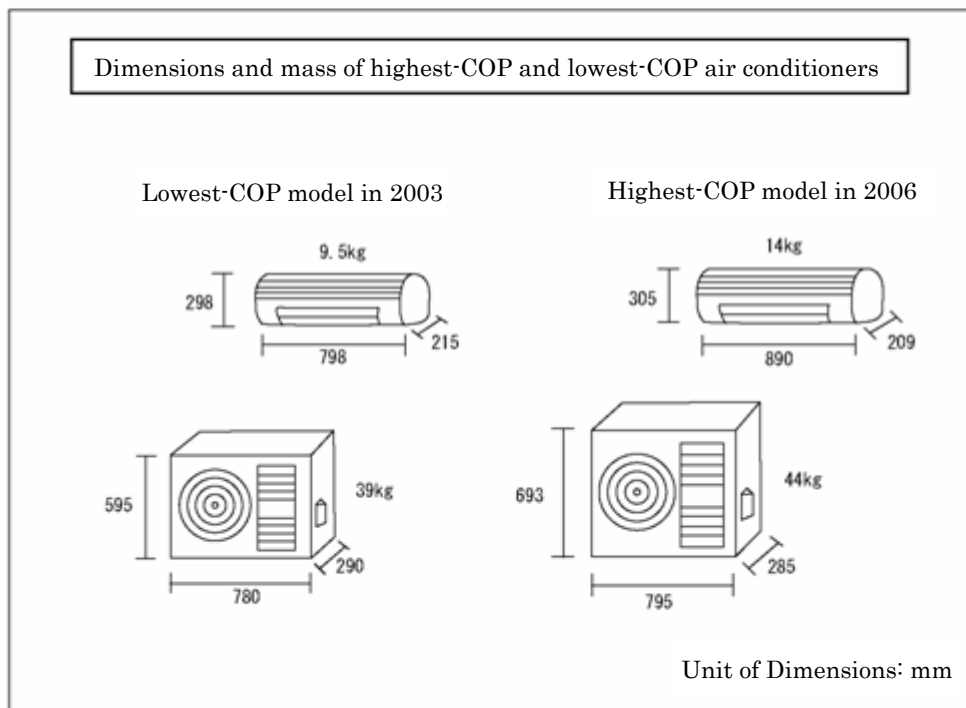 Dimensions and mass of highest-COP and lowest-COP air conditioners
Lowest-COP model in 2003
Highest-COP model in 2006
9. 5kg
298
798
215
14kg
305
890
209
595
39kg
290
780
693
44kg
285
795
Unit of Dimensions: mm